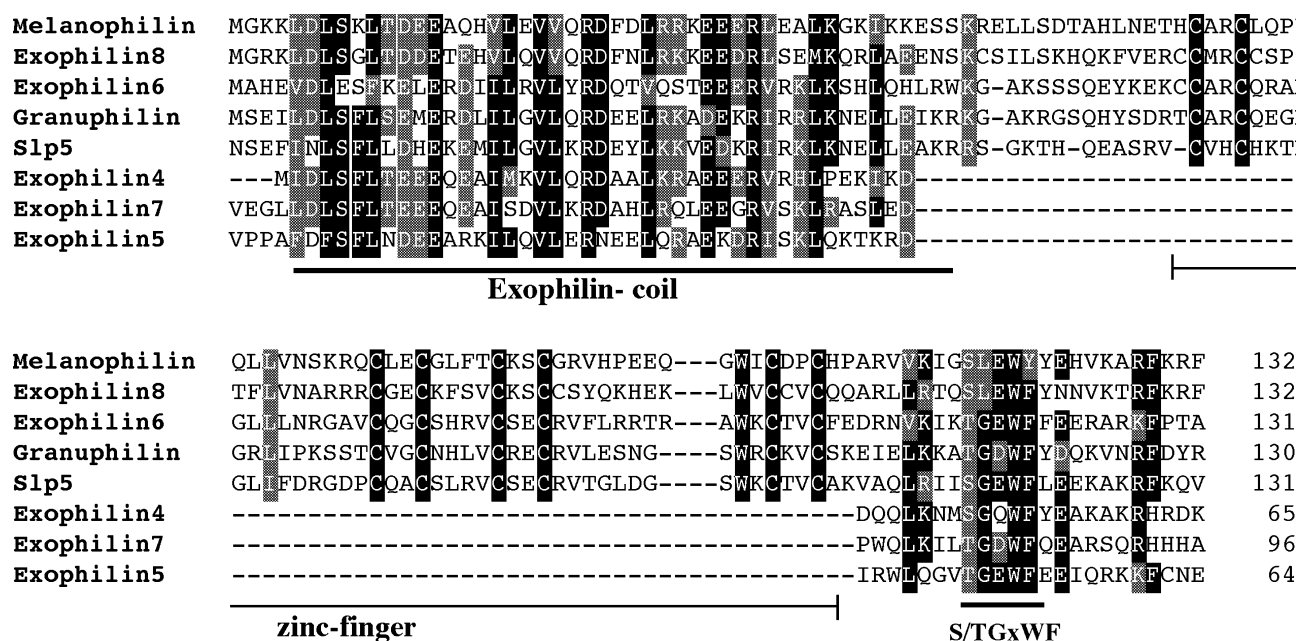 Melanophilin MGKKLDLSKLTDEEAQHVLEVVQRDFDLRRKEEERLEALKGKIKKESSKRELLSDTAHLNETHCARCLQP
Exophilin8 MGRKLDLSGLTDDETEHVLQVVQRDFNLRKKEEDRLSEMKQRLAEENSKCSILSKHQKFVERCCMRCCSP
Exophilin6 MAHEVDLESFKELERDIILRVLYRDQTVQSTEEERVRKLKSHLQHLRWKG-AKSSSQEYKEKCCARCQRA
Granuphilin MSEILDLSFLSEMERDLILGVLQRDEELRKADEKRIRRLKNELLEIKRKG-AKRGSQHYSDRTCARCQEG
Slp5 NSEFINLSFLLDHEKEMILGVLKRDEYLKKVEDKRIRKLKNELLEAKRRS-GKTH-QEASRV-CVHCHKT
Exophilin4 ---MIDLSFLTEEEQEAIMKVLQRDAALKRAEEERVRHLPEKIKD-------------------------
Exophilin7 VEGLLDLSFLTEEEQEAISDVLKRDAHLRQLEEGRVSKLRASLED-------------------------
Exophilin5 VPPAFDFSFLNDEEARKILQVLERNEELQRAEKDRISKLQKTKRD-------------------------
Exophilin- coil
Melanophilin QLLVNSKRQCLECGLFTCKSCGRVHPEEQ---GWICDPCHPARVVKIGSLEWYYEHVKARFKRF 132
Exophilin8 TFLVNARRRCGECKFSVCKSCCSYQKHEK---LWVCCVCQQARLLRTQSLEWFYNNVKTRFKRF 132
Exophilin6 GLLLNRGAVCQGCSHRVCSECRVFLRRTR---AWKCTVCFEDRNVKIKTGEWFFEERARKFPTA 131
Granuphilin GRLIPKSSTCVGCNHLVCRECRVLESNG----SWRCKVCSKEIELKKATGDWFYDQKVNRFDYR 130
Slp5 GLIFDRGDPCQACSLRVCSECRVTGLDG----SWKCTVCAKVAQLRIISGEWFLEEKAKRFKQV 131
Exophilin4 -----------------------------------------DQQLKNMSGQWFYEAKAKRHRDK 65
Exophilin7 -----------------------------------------PWQLKILTGDWFQEARSQRHHHA 96
Exophilin5 -----------------------------------------IRWLQGVTGEWFEEIQRKKFCNE 64
zinc-finger
S/TGxWF